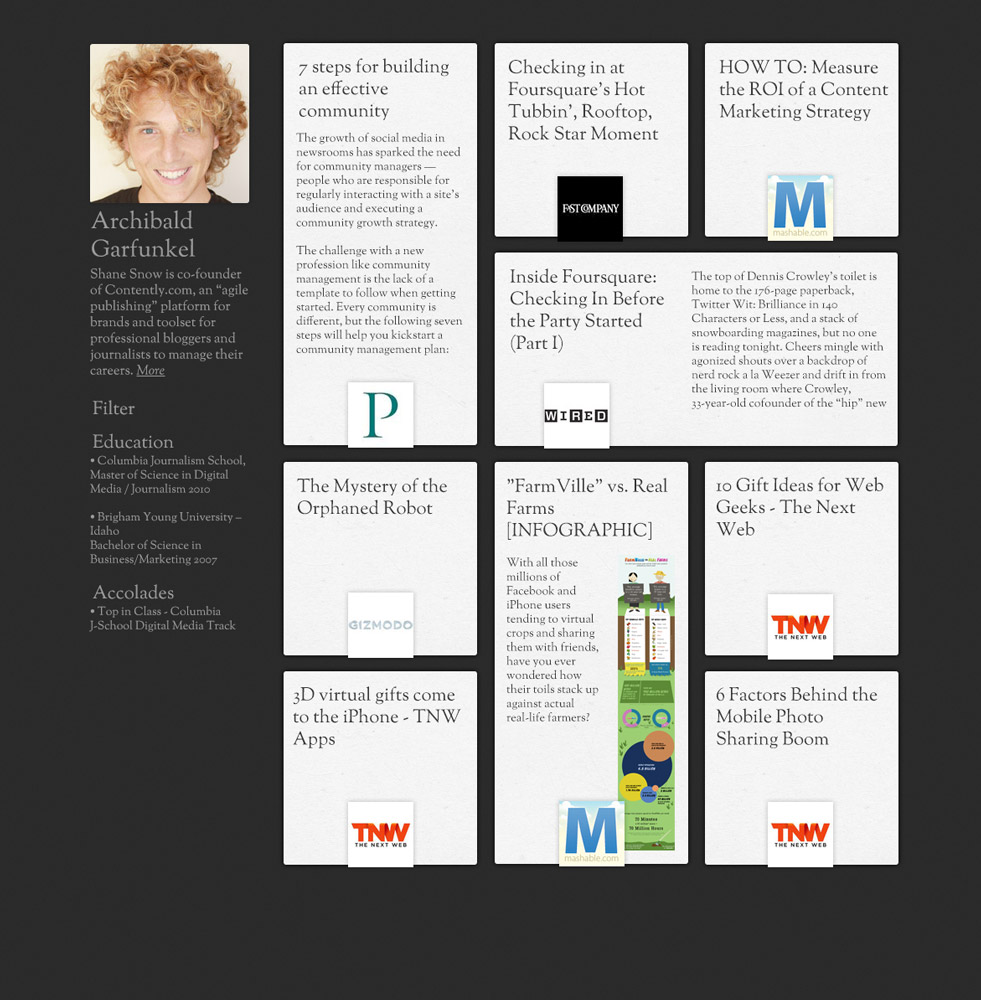 Archibald
Garfunkel
Shane Snow is co-founder
of Contently.com, an “agile
publishing” platform for
brands and toolset for
professional bloggers and
journalists to manage their
careers. More
Filter
Education
• Columbia Journalism School,
Master of Science in Digital
Media / Journalism 2010
• Brigham Young University –
Idaho
Bachelor of Science in
Business/Marketing 2007
Accolades
• Top in Class - Columbia
J-School Digital Media Track
7 steps for building
an effective
community
The growth of social media in
newsrooms has sparked the need
for community managers —
people who are responsible for
regularly interacting with a site’s
audience and executing a
community growth strategy.
The challenge with a new
profession like community
management is the lack of a
template to follow when getting
started. Every community is
different, but the following seven
steps will help you kickstart a
community management plan:
P
Checking in at
Foursquare’s Hot
Tubbin’, Rooftop,
Rock Star Moment
FAST COMPANY
HOW TO: Measure
the ROI of a Content
Marketing Strategy
M
mashable.com
Inside Foursquare:
Checking In Before
the Party Started
(Part I)
WIRED
The top of Dennis Crowley’s toilet is
home to the 176-page paperback,
Twitter Wit: Brilliance in 140
Characters or Less, and a stack of
snowboarding magazines, but no one
is reading tonight. Cheers mingle with
agonized shouts over a backdrop of
nerd rock a la Weezer and drift in from
the living room where Crowley,
33-year-old cofounder of the “hip” new
The Mystery of the
Orphaned Robot
GIZMODO
”FarmVille” vs. Real
Farms
[INFOGRAPHIC]
With all those
millions of
Facebook and
iPhone users
tending to virtual
crops and sharing
them with friends,
have you ever
wondered how
their toils stack up
against actual
real-life farmers?
70 Minutes
70 Million Hours
M
mashable.com
10 Gift Ideas for Web
Geeks - The Next
Web
TNW
THE NEXT WEB
3D virtual gifts come
to the iPhone - TNW
Apps
TNW
THE NEXT WEB
6 Factors Behind the
Mobile Photo
Sharing Boom
TNW
THE NEXT WEB